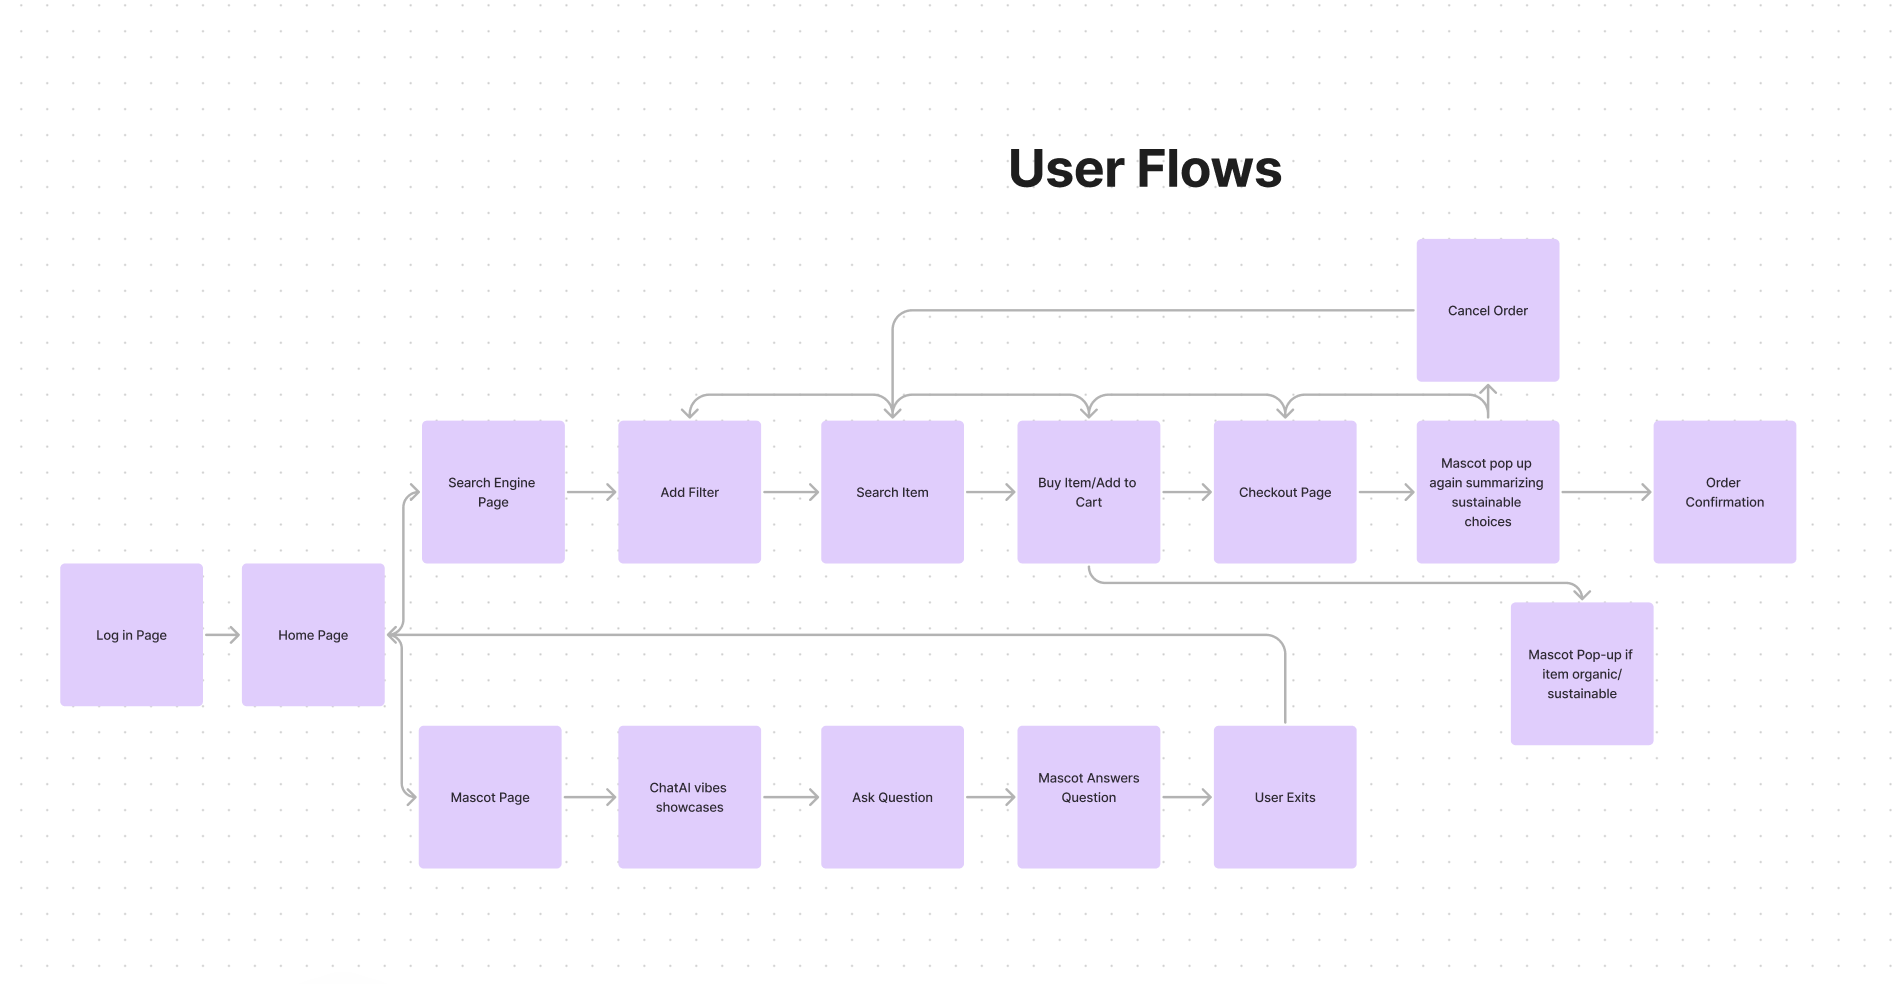 User Flows
Cancel Order
Search Engine
Page
Add Filter
Search Item
Buy Item/Add to
Cart
Checkout Page
Mascot pop up
again summarizing
sustainable
choices
Order
Confirmation
Log in Page
Home Page
Mascot Pop-up if
item organic/
sustainable
Mascot Page
ChatAI vibes
showcases
Ask Question
Mascot Answers
Question
User Exits